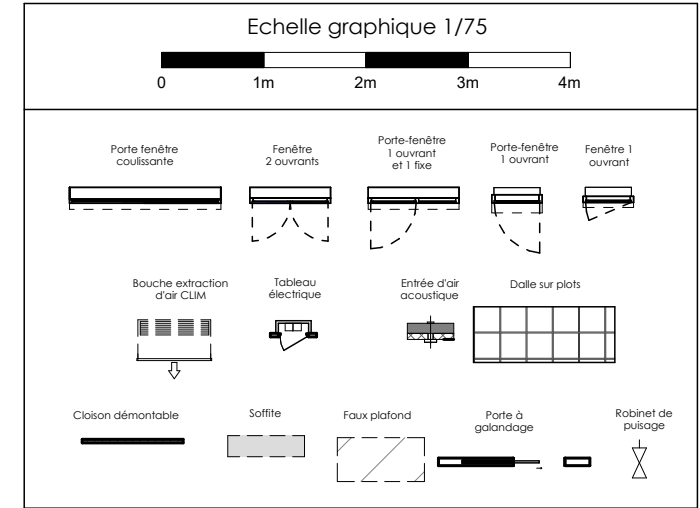 Echelle graphique 1/75
0 1m 2m 3m 4m
Porte fenêtre
coulissante
Fenêtre
2 ouvrants
Porte-fenêtre
1 ouvrant
et 1 fixe
Porte-fenêtre
1 ouvrant
Fenêtre 1
ouvrant
Bouche extraction
d'air CLIM
Tableau
électrique
Entrée d'air
acoustique
Dalle sur plots
Cloison démontable
Soffite
Faux plafond
Porte à
galandage
Robinet de
puisage